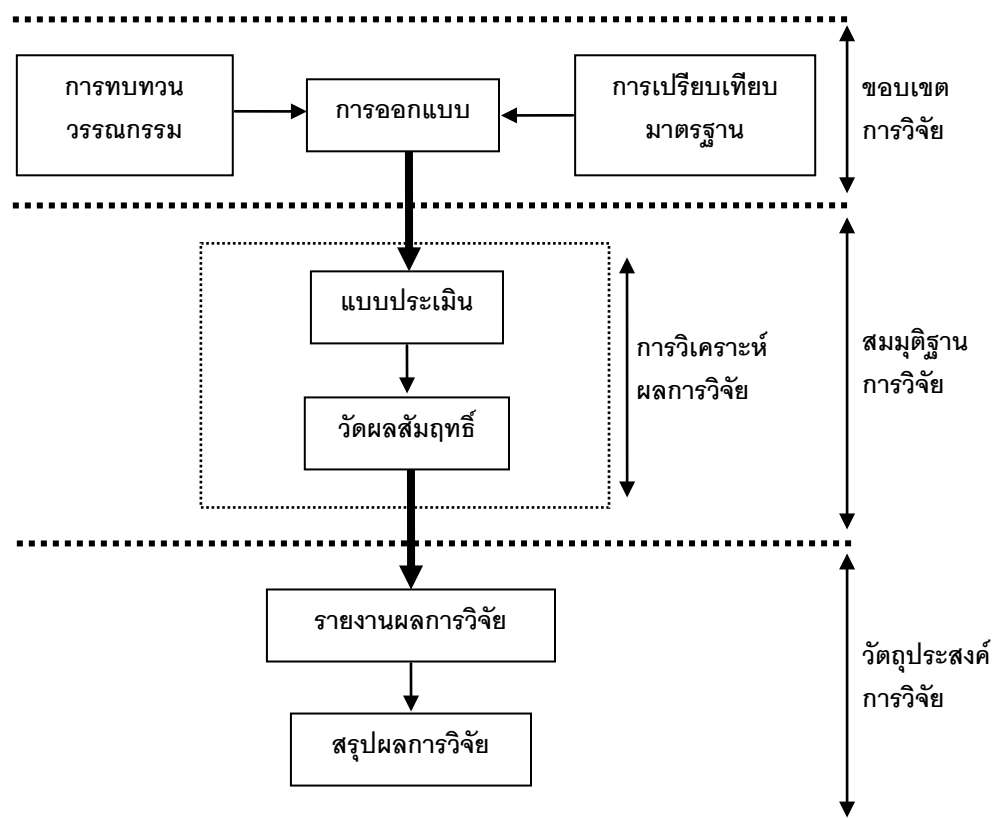 การทบทวน
วรรณกรรม
การออกแบบ
การเปรียบเทียบ
มาตรฐาน
ขอบเขต
การวิจัย
แบบประเมิน
วัดผลสัมฤทธิ์
การวิเคราะห์
ผลการวิจัย
สมมุติฐาน
การวิจัย
รายงานผลการวิจัย
สรุปผลการวิจัย
วัตถุประสงค์
การวิจัย